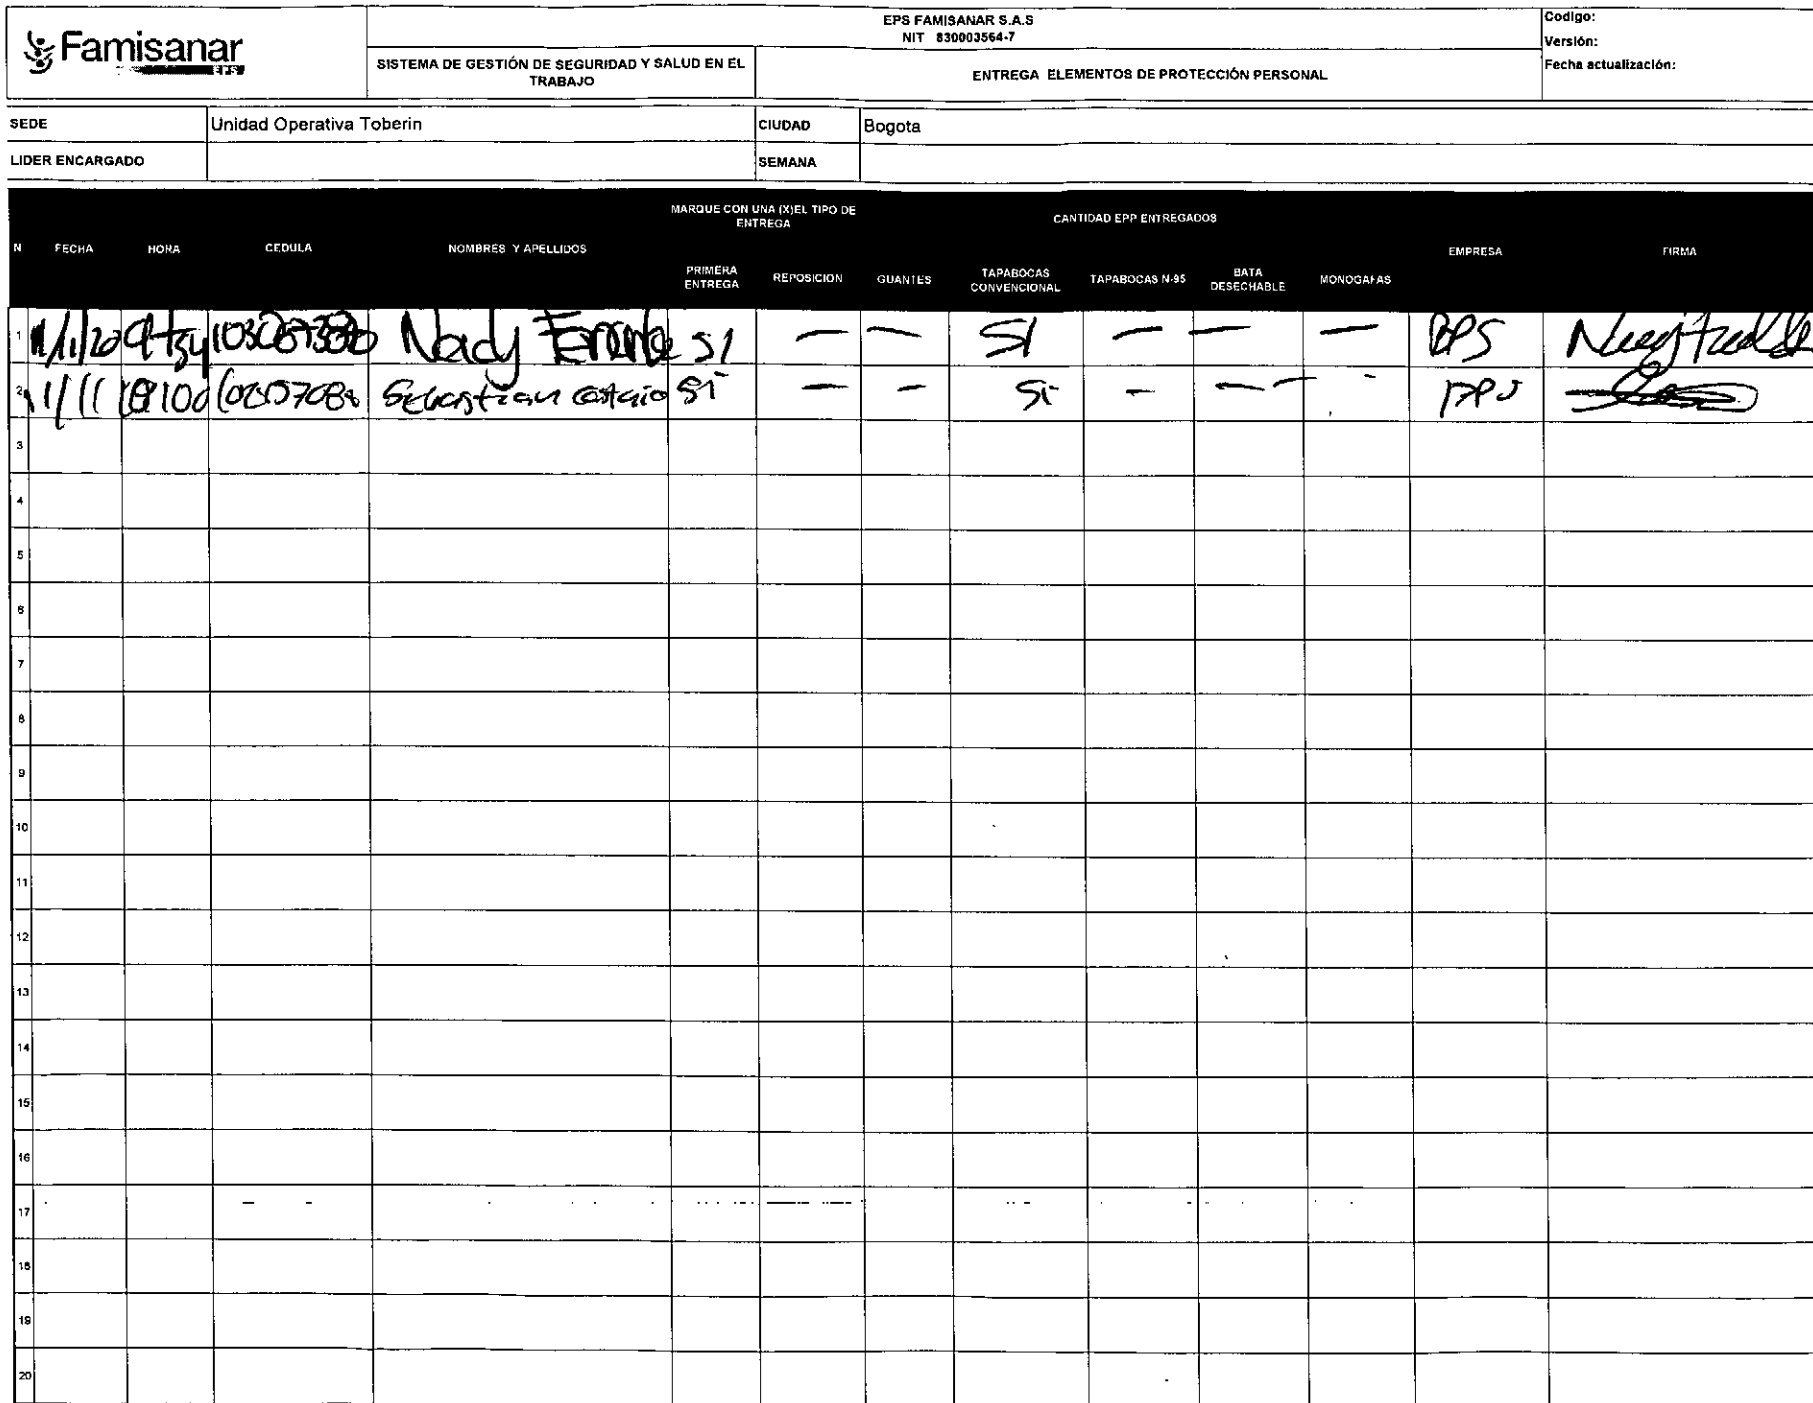 Famisanar
EPS
EPS FAMISANAR S.A.S
NIT 830003564-7
SISTEMA DE GESTIÓN DE SEGURIDAD Y SALUD EN EL
TRABAJO
ENTREGA ELEMENTOS DE PROTECCIÓN PERSONAL
Codigo:
Versión:
Fecha actualización:
SEDE Unidad Operativa Toberin CIUDAD Bogota
LIDER ENCARGADO SEMANA
MARQUE CON UNA (X)EL TIPO DE
ENTREGA
CANTIDAD EPP ENTREGADOS
N FECHA HORA CEDULA NOMBRES Y APELLIDOS EMPRESA FIRMA
PRIMERA
ENTREGA
REPOSICION GUANTES
TAPABOCAS
CONVENCIONAL
TAPABOCAS N-95
BATA
DESECHABLE
MONOGAFAS
1 SI — — SI — — —
2 Sebastian Si — — Si - — -
3
4
5
6
7
8
9
10
11
12
13
14
15
16
17
18
19
20